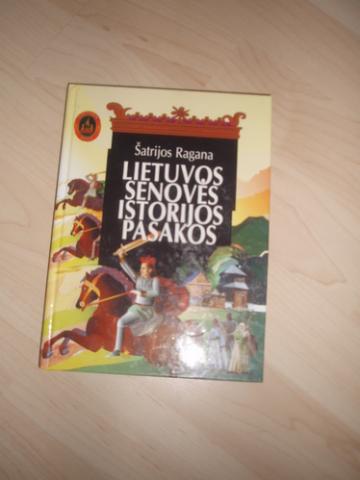 Šatrijos Ragana
LIETUVOS
SENOVĖS
ISTORIJOS
PASAKOS